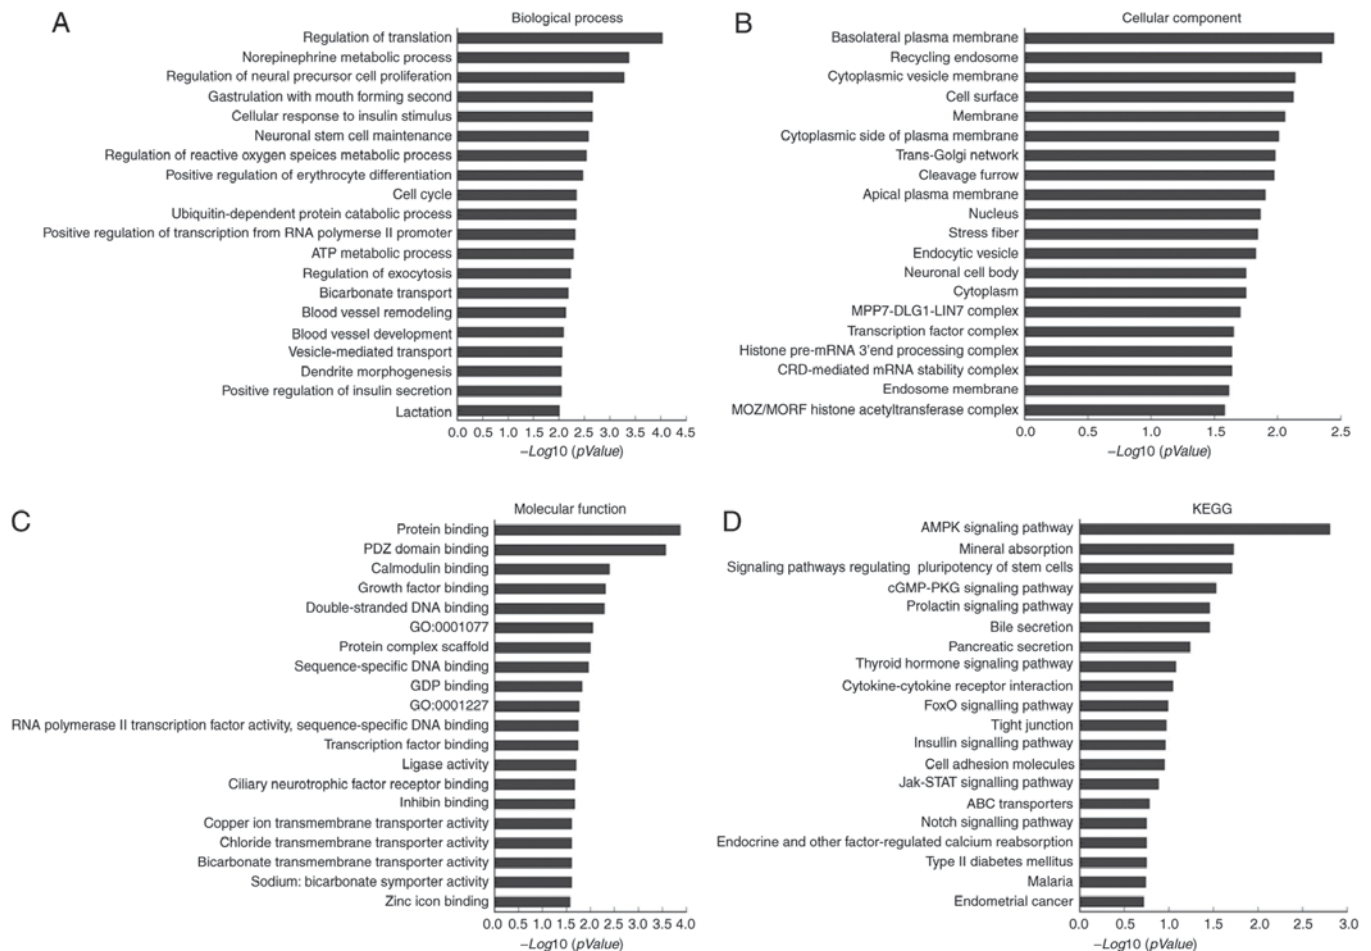 A
Biological process
Regulation of translation
Norepinephrine metabolic process
Regulation of neural precursor cell proliferation
Gastrulation with mouth forming second
Cellular response to insulin stimulus
Neuronal stem cell maintenance
Regulation of reactive oxygen speices metabolic process
Positive regulation of erythrocyte differentiation
Cell cycle
Ubiquitin-dependent protein catabolic process
Positive regulation of transcription from RNA polymerse II promoter
ATP metabolic process
Regulation of exocytosis
Bicarbonate transport
Blood vessel remodeling
Blood vessel development
Vesicle-mediated transport
Dendrite morphogenesis
Positive regulation of insulin secretion
Lactation
0.0 0.5 1.0 1.5 2.0 2.5 3.0 3.5 4.0 4.5
–Log10 (pValue)
B
Cellular component
Basolateral plasma membrane
Recycling endosome
Cytoplasmic vesicle membrane
Cell surface
Membrane
Cytoplasmic side of plasma membrane
Trans-Golgi network
Cleavage furrow
Apical plasma membrane
Nucleus
Stress fiber
Endocytic vesicle
Neuronal cell body
Cytoplasm
MPP7-DLG1-LIN7 complex
Transcription factor complex
Histone pre-mRNA 3'end processing complex
CRD-mediated mRNA stability complex
Endosome membrane
MOZ/MORF histone acetyltransferase complex
0.0 0.5 1.0 1.5 2.0 2.5
–Log10 (pValue)
C
Molecular function
Protein binding
PDZ domain binding
Calmodulin binding
Growth factor binding
Double-stranded DNA binding
GO:0001077
Protein complex scaffold
Sequence-specific DNA binding
GDP binding
GO:0001227
RNA polymerase II transcription factor activity, sequence-specific DNA binding
Transcription factor binding
Ligase activity
Ciliary neurotrophic factor receptor binding
Inhibin binding
Copper ion transmembrane transporter activity
Chloride transmembrane transporter activity
Bicarbonate transmembrane transporter activity
Sodium: bicarbonate symporter activity
Zinc icon binding
0.0 0.5 1.0 1.5 2.0 2.5 3.0 3.5 4.0
–Log10 (pValue)
D
KEGG
AMPK signaling pathway
Mineral absorption
Signaling pathways regulating pluripotency of stem cells
cGMP-PKG signaling pathway
Prolactin signaling pathway
Bile secretion
Pancreatic secretion
Thyroid hormone signaling pathway
Cytokine-cytokine receptor interaction
FoxO signalling pathway
Tight junction
Insullin signalling pathway
Cell adhesion molecules
Jak-STAT signalling pathway
ABC transporters
Notch signalling pathway
Endocrine and other factor-regulated calcium reabsorption
Type II diabetes mellitus
Malaria
Endometrial cancer
0.0 0.5 1.0 1.5 2.0 2.5 3.0
–Log10 (pValue)